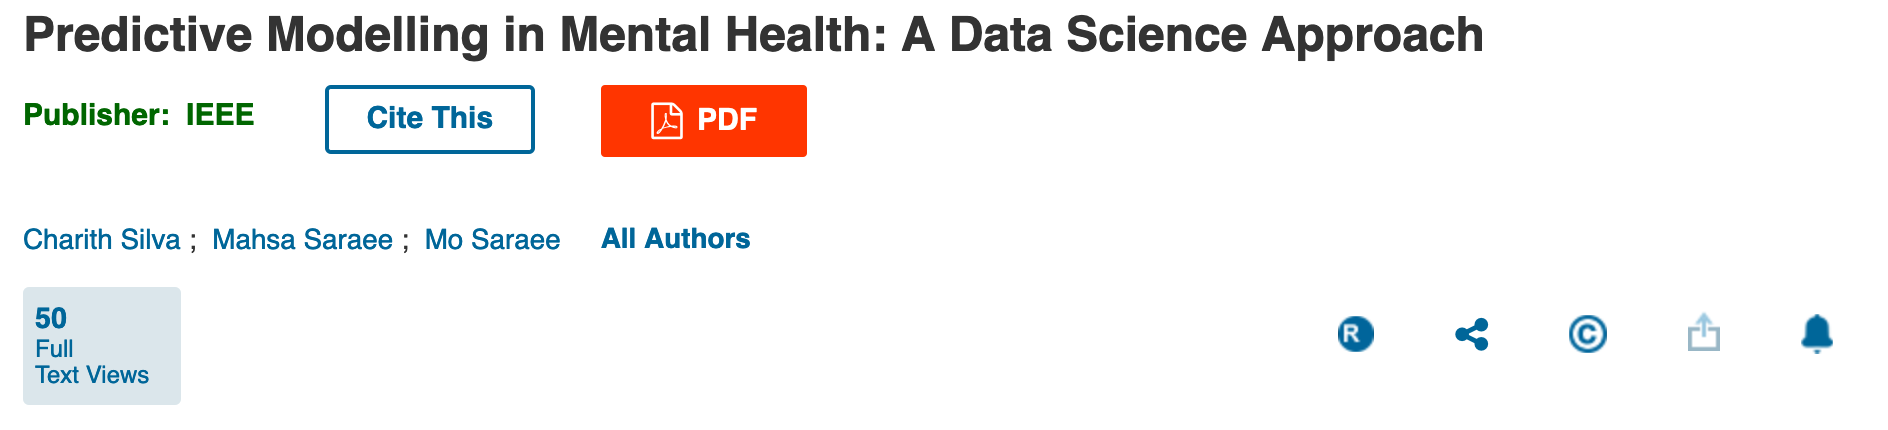 Predictive Modelling in Mental Health: A Data Science Approach
Publisher: IEEE Cite This PDF
Charith Silva ; Mahsa Saraee ; Mo Saraee All Authors
50
Full
Text Views
R ©